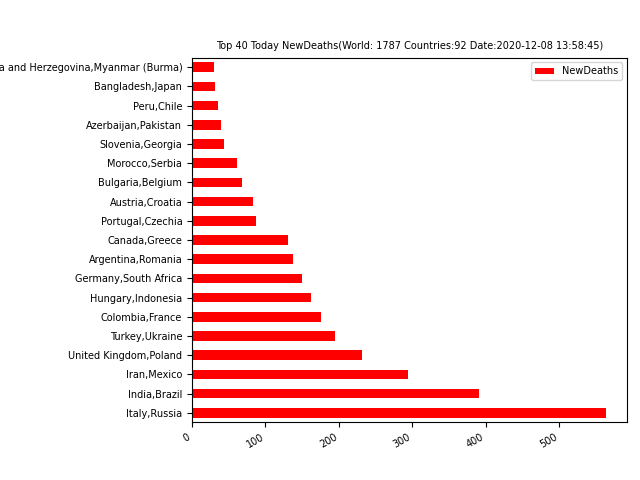 Top 40 Today NewDeaths(World: 1787 Countries:92 Date:2020-12-08 13:58:45)
NewDeaths
a and Herzegovina,Myanmar (Burma)
Bangladesh,Japan
Peru,Chile
Azerbaijan,Pakistan
Slovenia,Georgia
Morocco,Serbia
Bulgaria,Belgium
Austria,Croatia
Portugal,Czechia
Canada,Greece
Argentina,Romania
Germany,South Africa
Hungary,Indonesia
Colombia,France
Turkey,Ukraine
United Kingdom,Poland
Iran,Mexico
India,Brazil
Italy,Russia
0 100 200 300 400 500